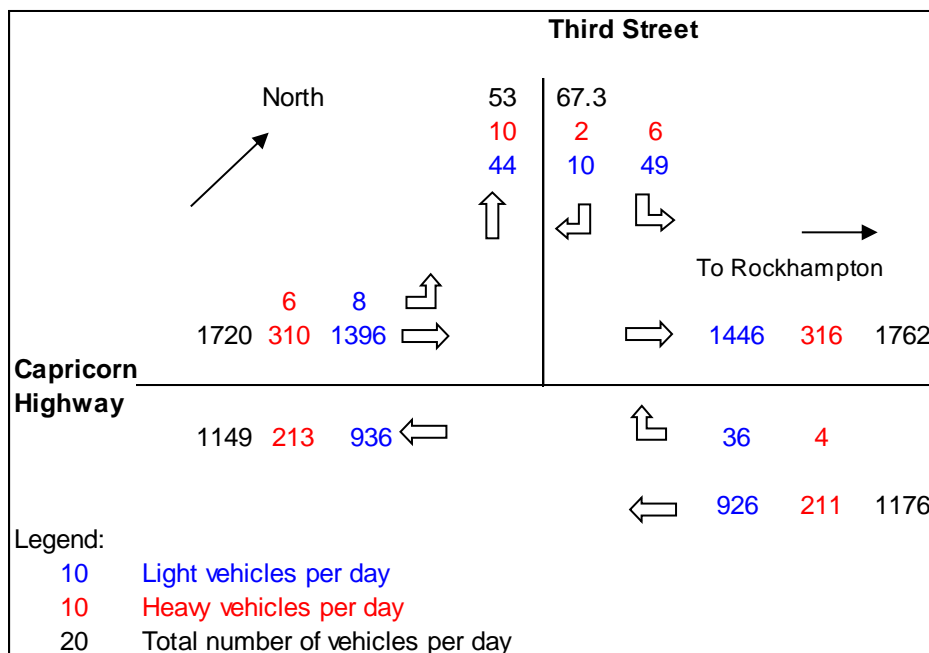 Third Street
North 53 67.3
10 2 6
44 10 49
To Rockhampton
6 8
1720 310 1396 1446 316 1762
Capricorn
Highway
1149 213 936 36 4
926 211 1176
Legend:
10 Light vehicles per day
10 Heavy vehicles per day
20 Total number of vehicles per day